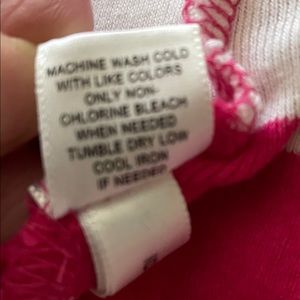 MACHINE WASH COLD
WITH LIKE COLORS
ONLY NON-
CHLORINE BLEACH
WHEN NEEDED
TUMBLE DRY LOW
COOL IRON
IF NEEDED